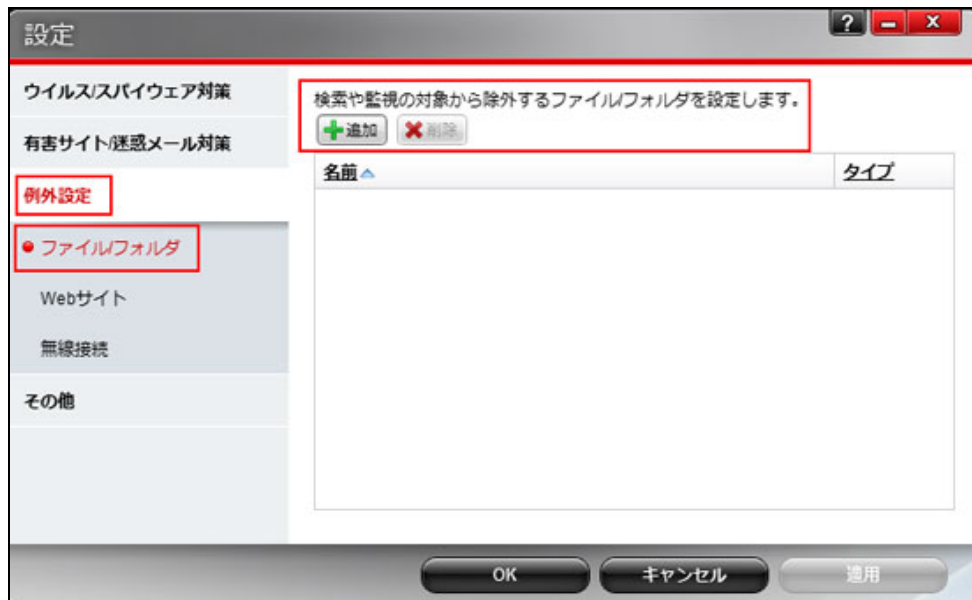 設定
?
ウイルス/スパイウェア対策
有害サイト/迷惑メール対策
例外設定
ファイル/フォルダ
Webサイト
無線接続
その他
検索や監視の対象から除外するファイル/フォルダを設定します。
追加 削除
名前 タイプ
OK キャンセル 適用